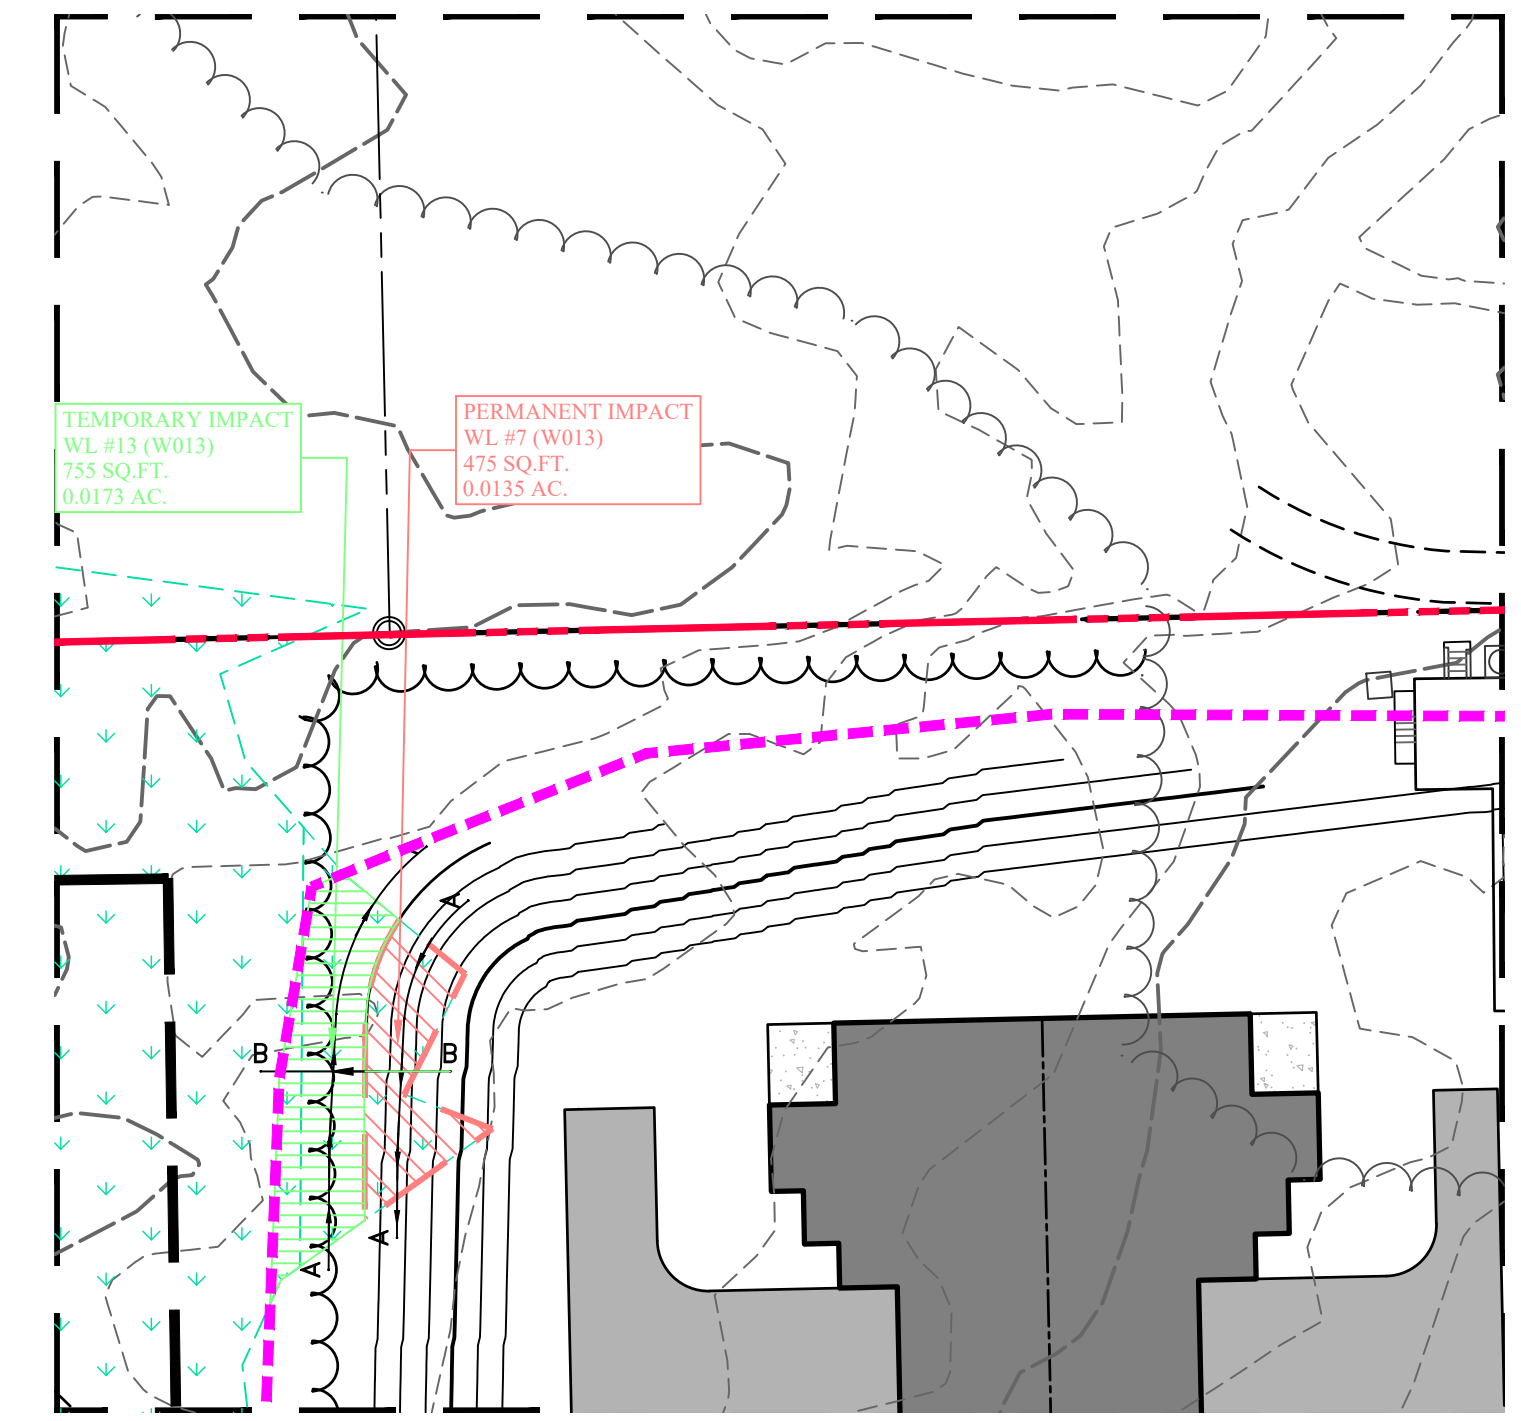 TEMPORARY IMPACT
WL #13 (W013)
755 SQ.FT.
0.0173 AC.
PERMANENT IMPACT
WL #7 (W013)
475 SQ.FT.
0.0135 AC.
A
B
B
A
A